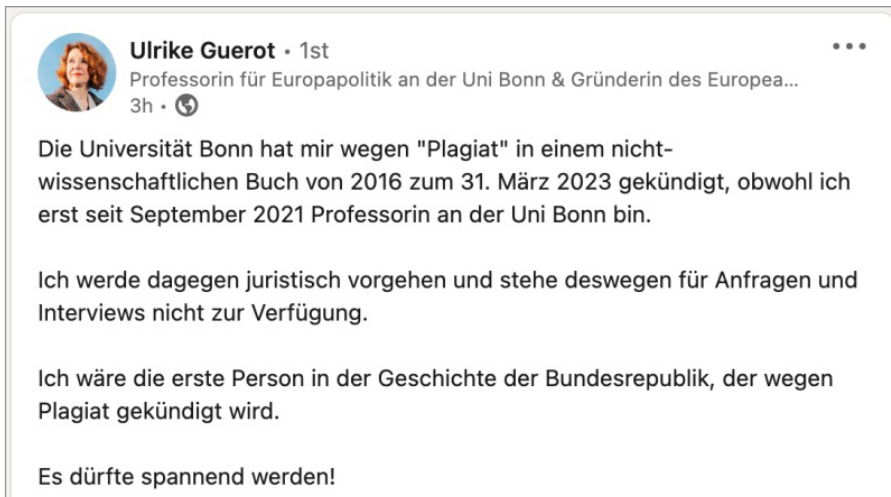 Ulrike Guerot • 1st
Professorin für Europapolitik an der Uni Bonn & Gründerin des Europea...
3h •
Die Universität Bonn hat mir wegen "Plagiat" in einem nicht-
wissenschaftlichen Buch von 2016 zum 31. März 2023 gekündigt, obwohl ich
erst seit September 2021 Professorin an der Uni Bonn bin.
Ich werde dagegen juristisch vorgehen und stehe deswegen für Anfragen und
Interviews nicht zur Verfügung.
Ich wäre die erste Person in der Geschichte der Bundesrepublik, der wegen
Plagiat gekündigt wird.
Es dürfte spannend werden!